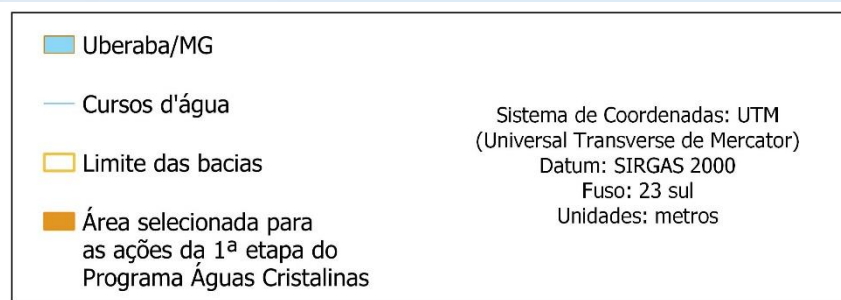 Uberaba/MG
Cursos d'água
Limite das bacias
Área selecionada para
as ações da 1ª etapa do
Programa Águas Cristalinas
Sistema de Coordenadas: UTM
(Universal Transverse de Mercator)
Datum: SIRGAS 2000
Fuso: 23 sul
Unidades: metros